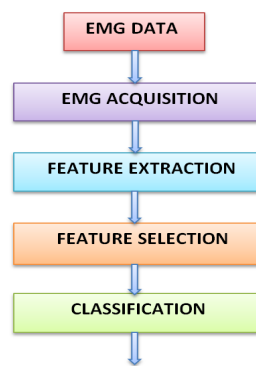 EMG DATA
EMG ACQUISITION
FEATURE EXTRACTION
FEATURE SELECTION
CLASSIFICATION